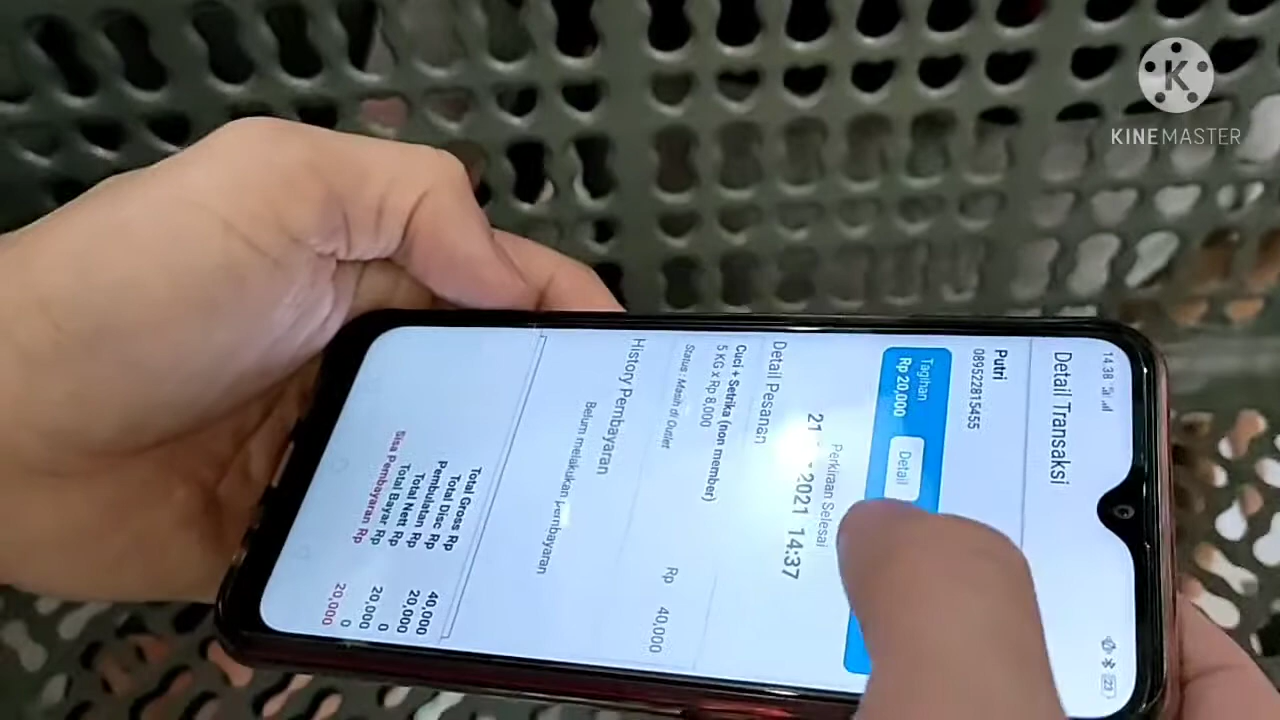 KINEMASTER
14.38
23
Detail Transaksi
Putri
089522815455
Tagihan
Rp 20,000
Detail
Perkiraan Selesai
21 2021 14:37
Detail Pesanan
Cuci + Setrika (non member)
5 KG x Rp 8,000
Rp 40,000
Status : Masih di Outlet
History Pembayaran
Belum melakukan pembayaran
Total Gross Rp 40,000
Total Disc Rp 20,000
Pembulatan Rp 0
Total Nett Rp 20,000
Total Bayar Rp 0
Sisa Pembayaran Rp 20,000